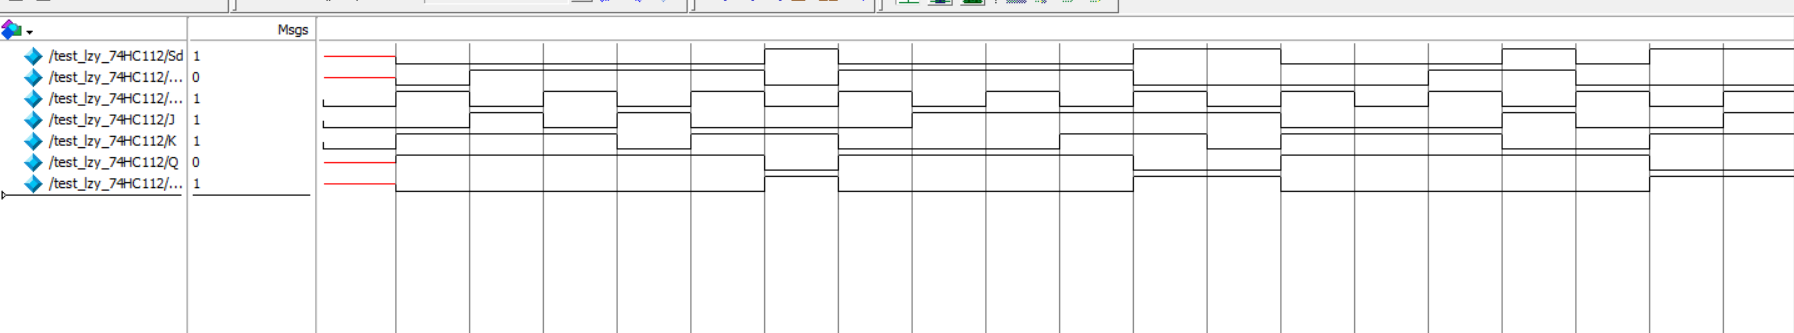 Msgs
/test_lzy_74HC112/Sd 1
/test_lzy_74HC112/... 0
/test_lzy_74HC112/... 1
/test_lzy_74HC112/J 1
/test_lzy_74HC112/K 1
/test_lzy_74HC112/Q 0
/test_lzy_74HC112/... 1